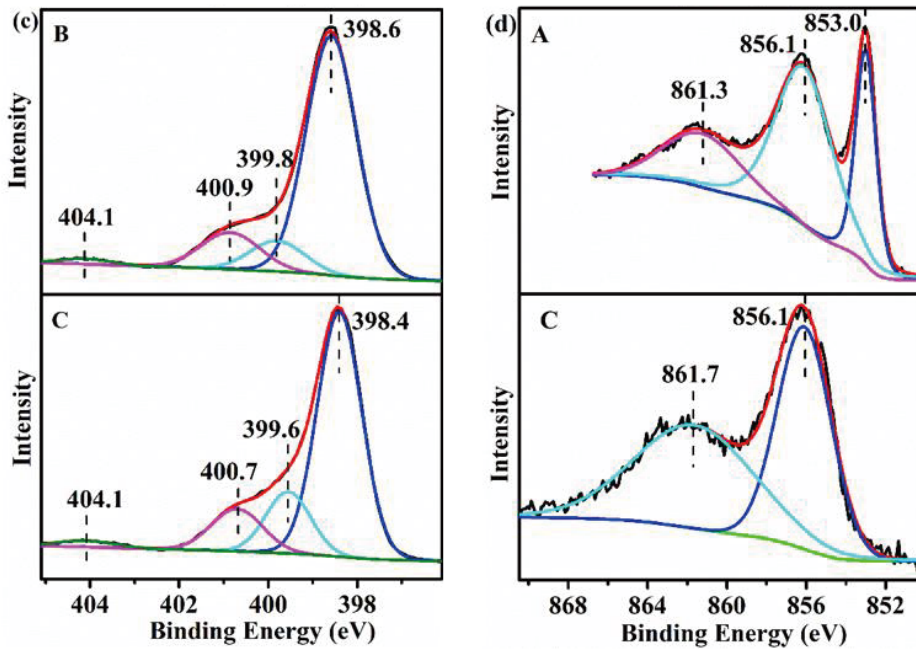 (c)
B
398.6
399.8
400.9
404.1
Intensity
C
398.4
399.6
400.7
404.1
Intensity
404 402 400 398
Binding Energy (eV)
(d)
A
853.0
856.1
861.3
Intensity
C
856.1
861.7
Intensity
868 864 860 856 852
Binding Energy (eV)